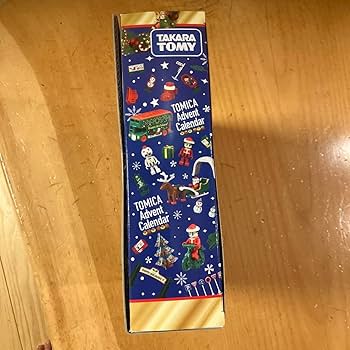 TAKARA
TOMY
TOMICA
Advent
Calendar
TOMICA
Advent
Calendar